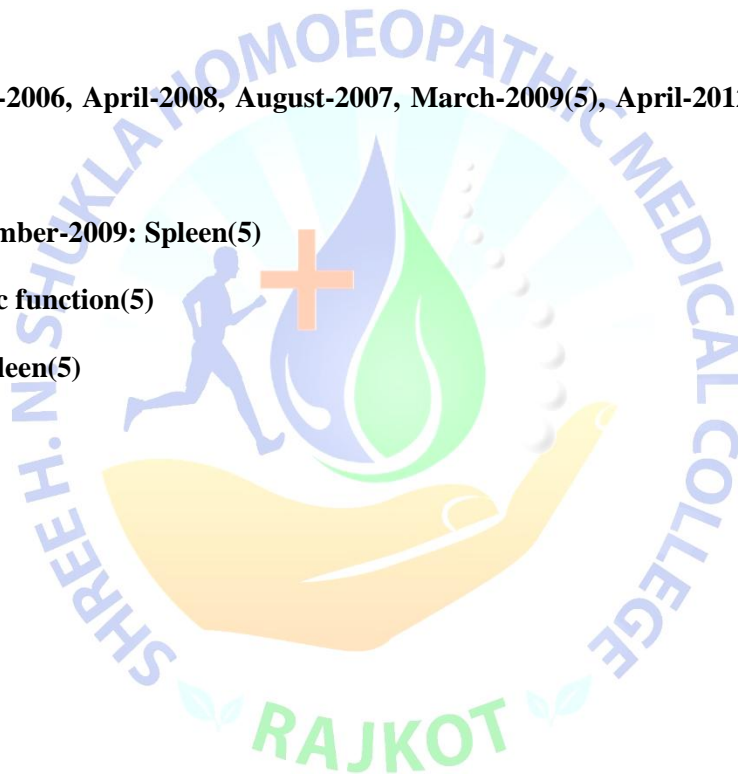 -2006, April-2008, August-2007, March-2009(5), April-201
mber-2009: Spleen(5)
c function(5)
leen(5)
SHREE H. N SHUKLA HOMOEOPATHIC MEDICAL COLLEGE
RAJKOT